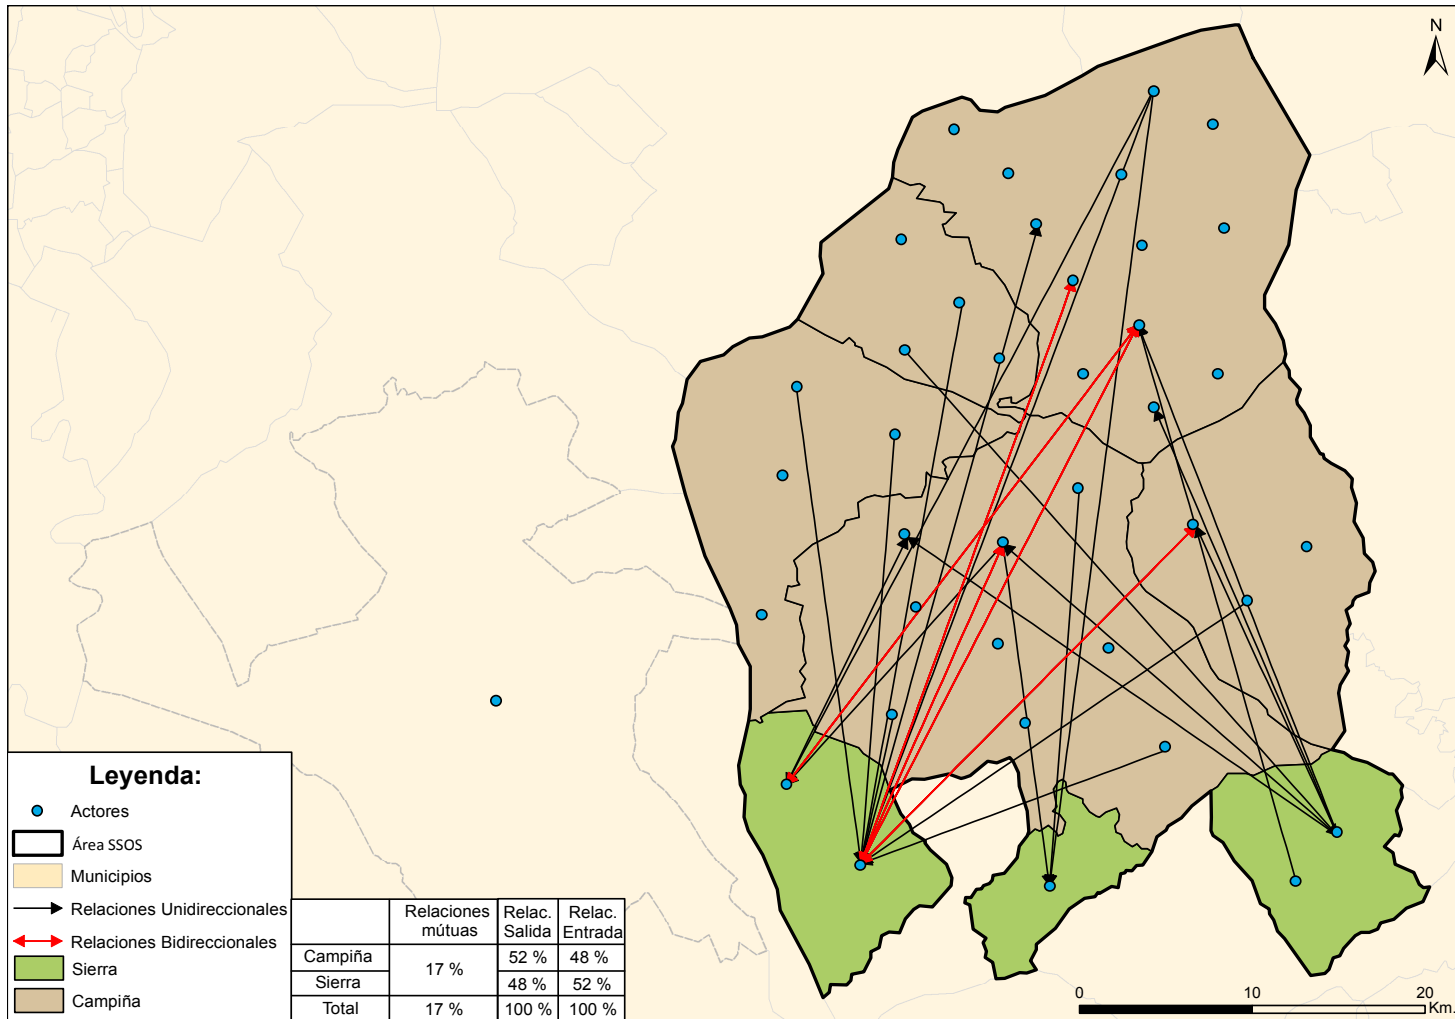 N
Leyenda:
Actores
Área SSOS
Municipios
Relaciones Unidireccionales
Relaciones Bidireccionales
Sierra
Campiña
Relaciones mútuas
Relac. Salida
Relac. Entrada
Campiña 17 % 52 % 48 %
Sierra 48 % 52 %
Total 17 % 100 % 100 %
0 10 20
Km.